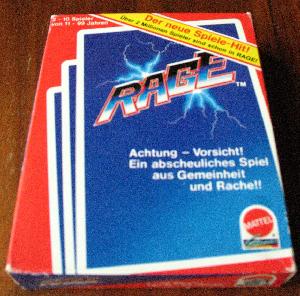 5 - 10 Spieler
von 11 - 99 Jahren
Der neue Spiele-Hit!
Über 2 Millionen Spieler sind schon in RAGE!
RAGE
TM
Achtung – Vorsicht!
Ein abscheuliches Spiel
aus Gemeinheit
und Rache!!
MATTEL